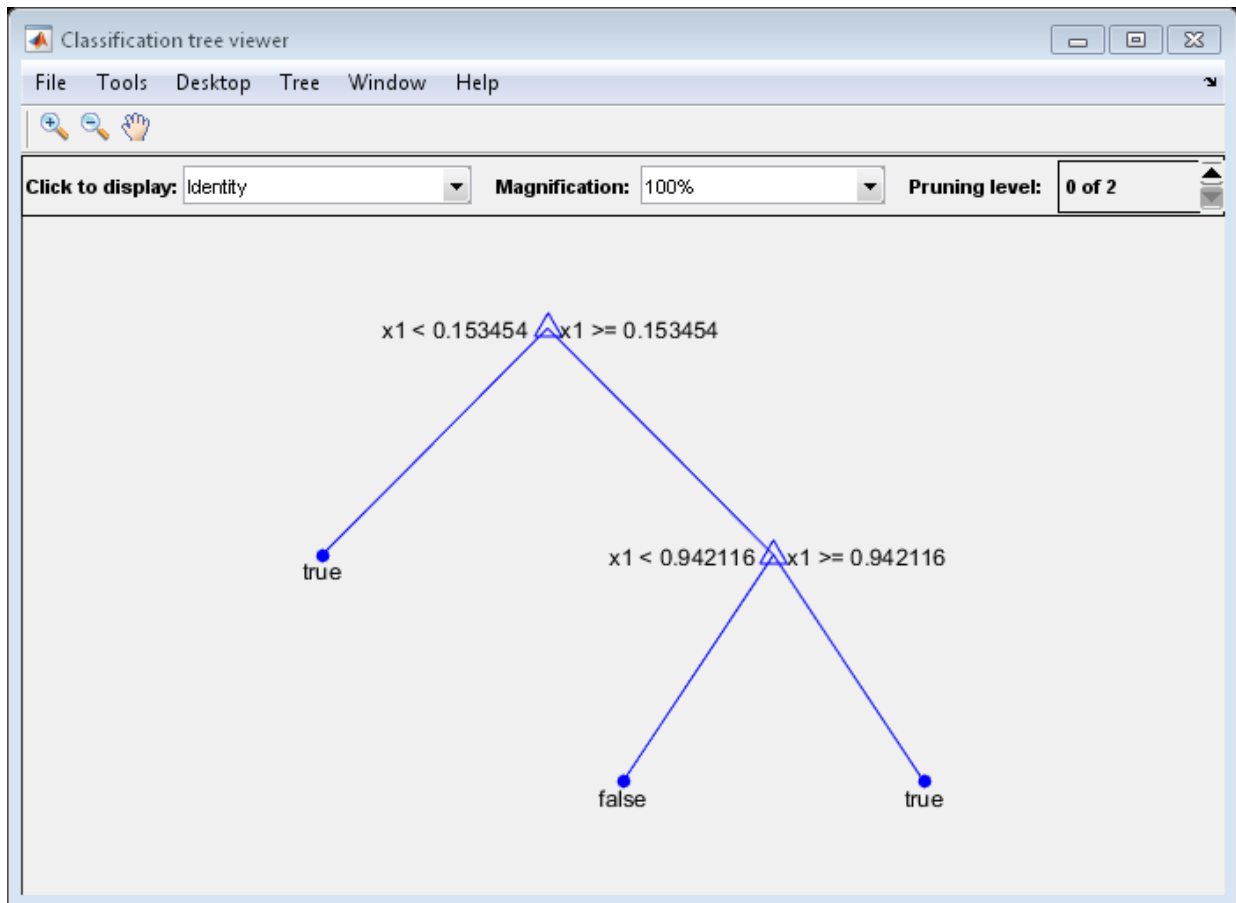 Classification tree viewer
File Tools Desktop Tree Window Help
Click to display: Identity Magnification: 100% Pruning level: 0 of 2
x1 < 0.153454 x1 >= 0.153454
true x1 < 0.942116 x1 >= 0.942116
false true